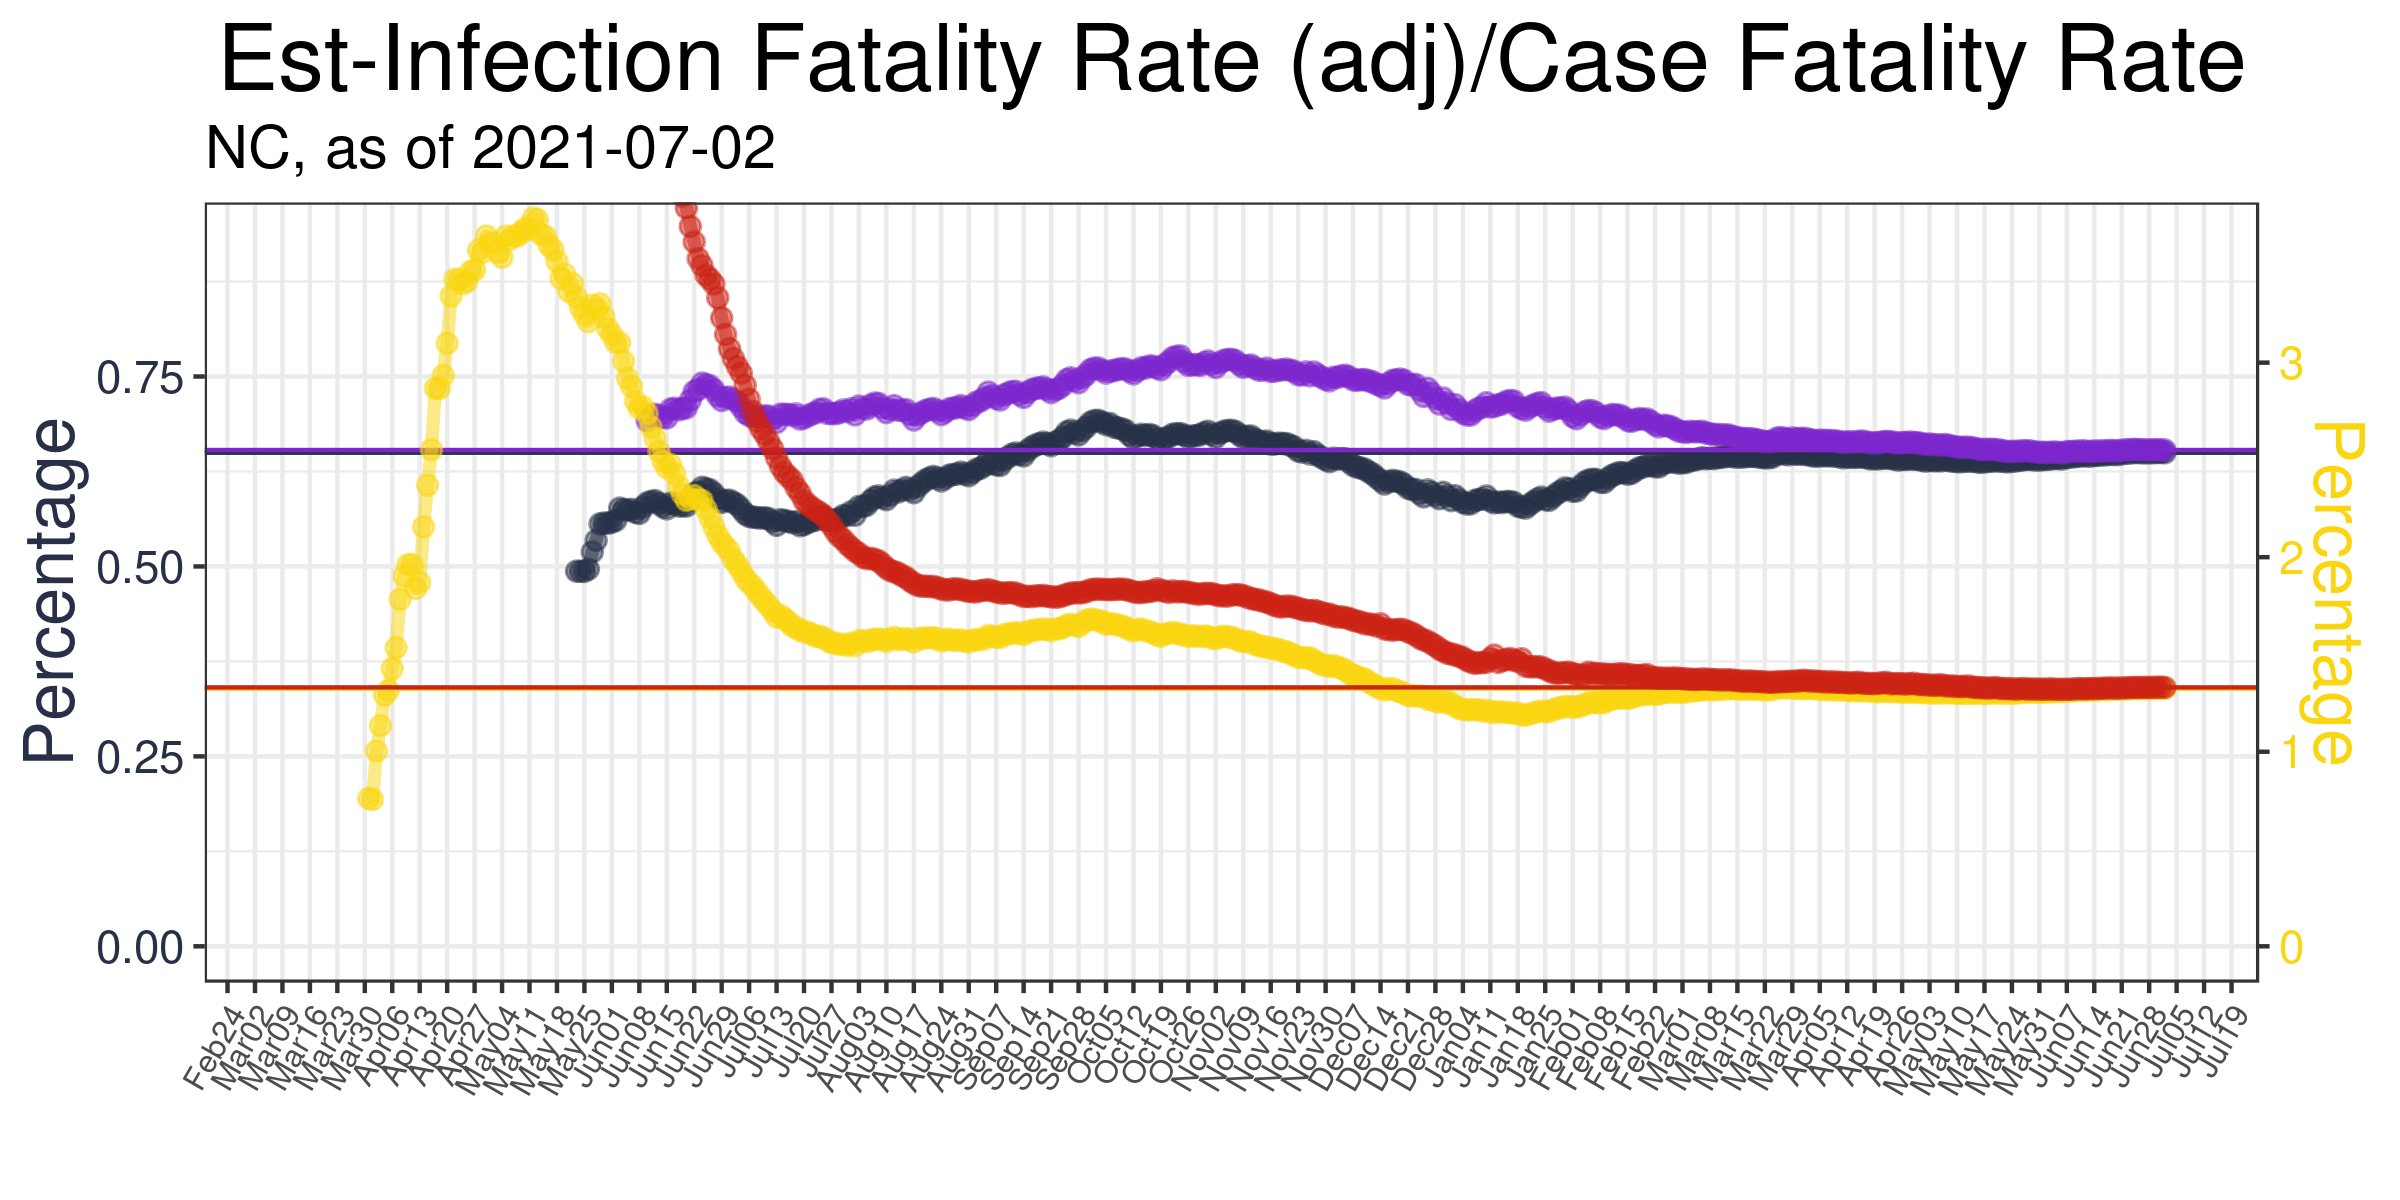 Est-Infection Fatality Rate (adj)/Case Fatality Rate
NC, as of 2021-07-02
Percentage
0.75
0.50
0.25
0.00
3
2
1
0
Percentage
Feb24
Mar02
Mar09
Mar16
Mar23
Mar30
Apr06
Apr13
Apr20
Apr27
May04
May11
May18
May25
Jun01
Jun08
Jun15
Jun22
Jun29
Jul06
Jul13
Jul20
Jul27
Aug03
Aug10
Aug17
Aug24
Aug31
Sep07
Sep14
Sep21
Sep28
Oct05
Oct12
Oct19
Oct26
Nov02
Nov09
Nov16
Nov23
Nov30
Dec07
Dec14
Dec21
Dec28
Jan04
Jan11
Jan18
Jan25
Feb01
Feb08
Feb15
Feb22
Mar01
Mar08
Mar15
Mar22
Mar29
Apr05
Apr12
Apr19
Apr26
May03
May10
May17
May24
May31
Jun07
Jun14
Jun21
Jun28
Jul05
Jul12
Jul19